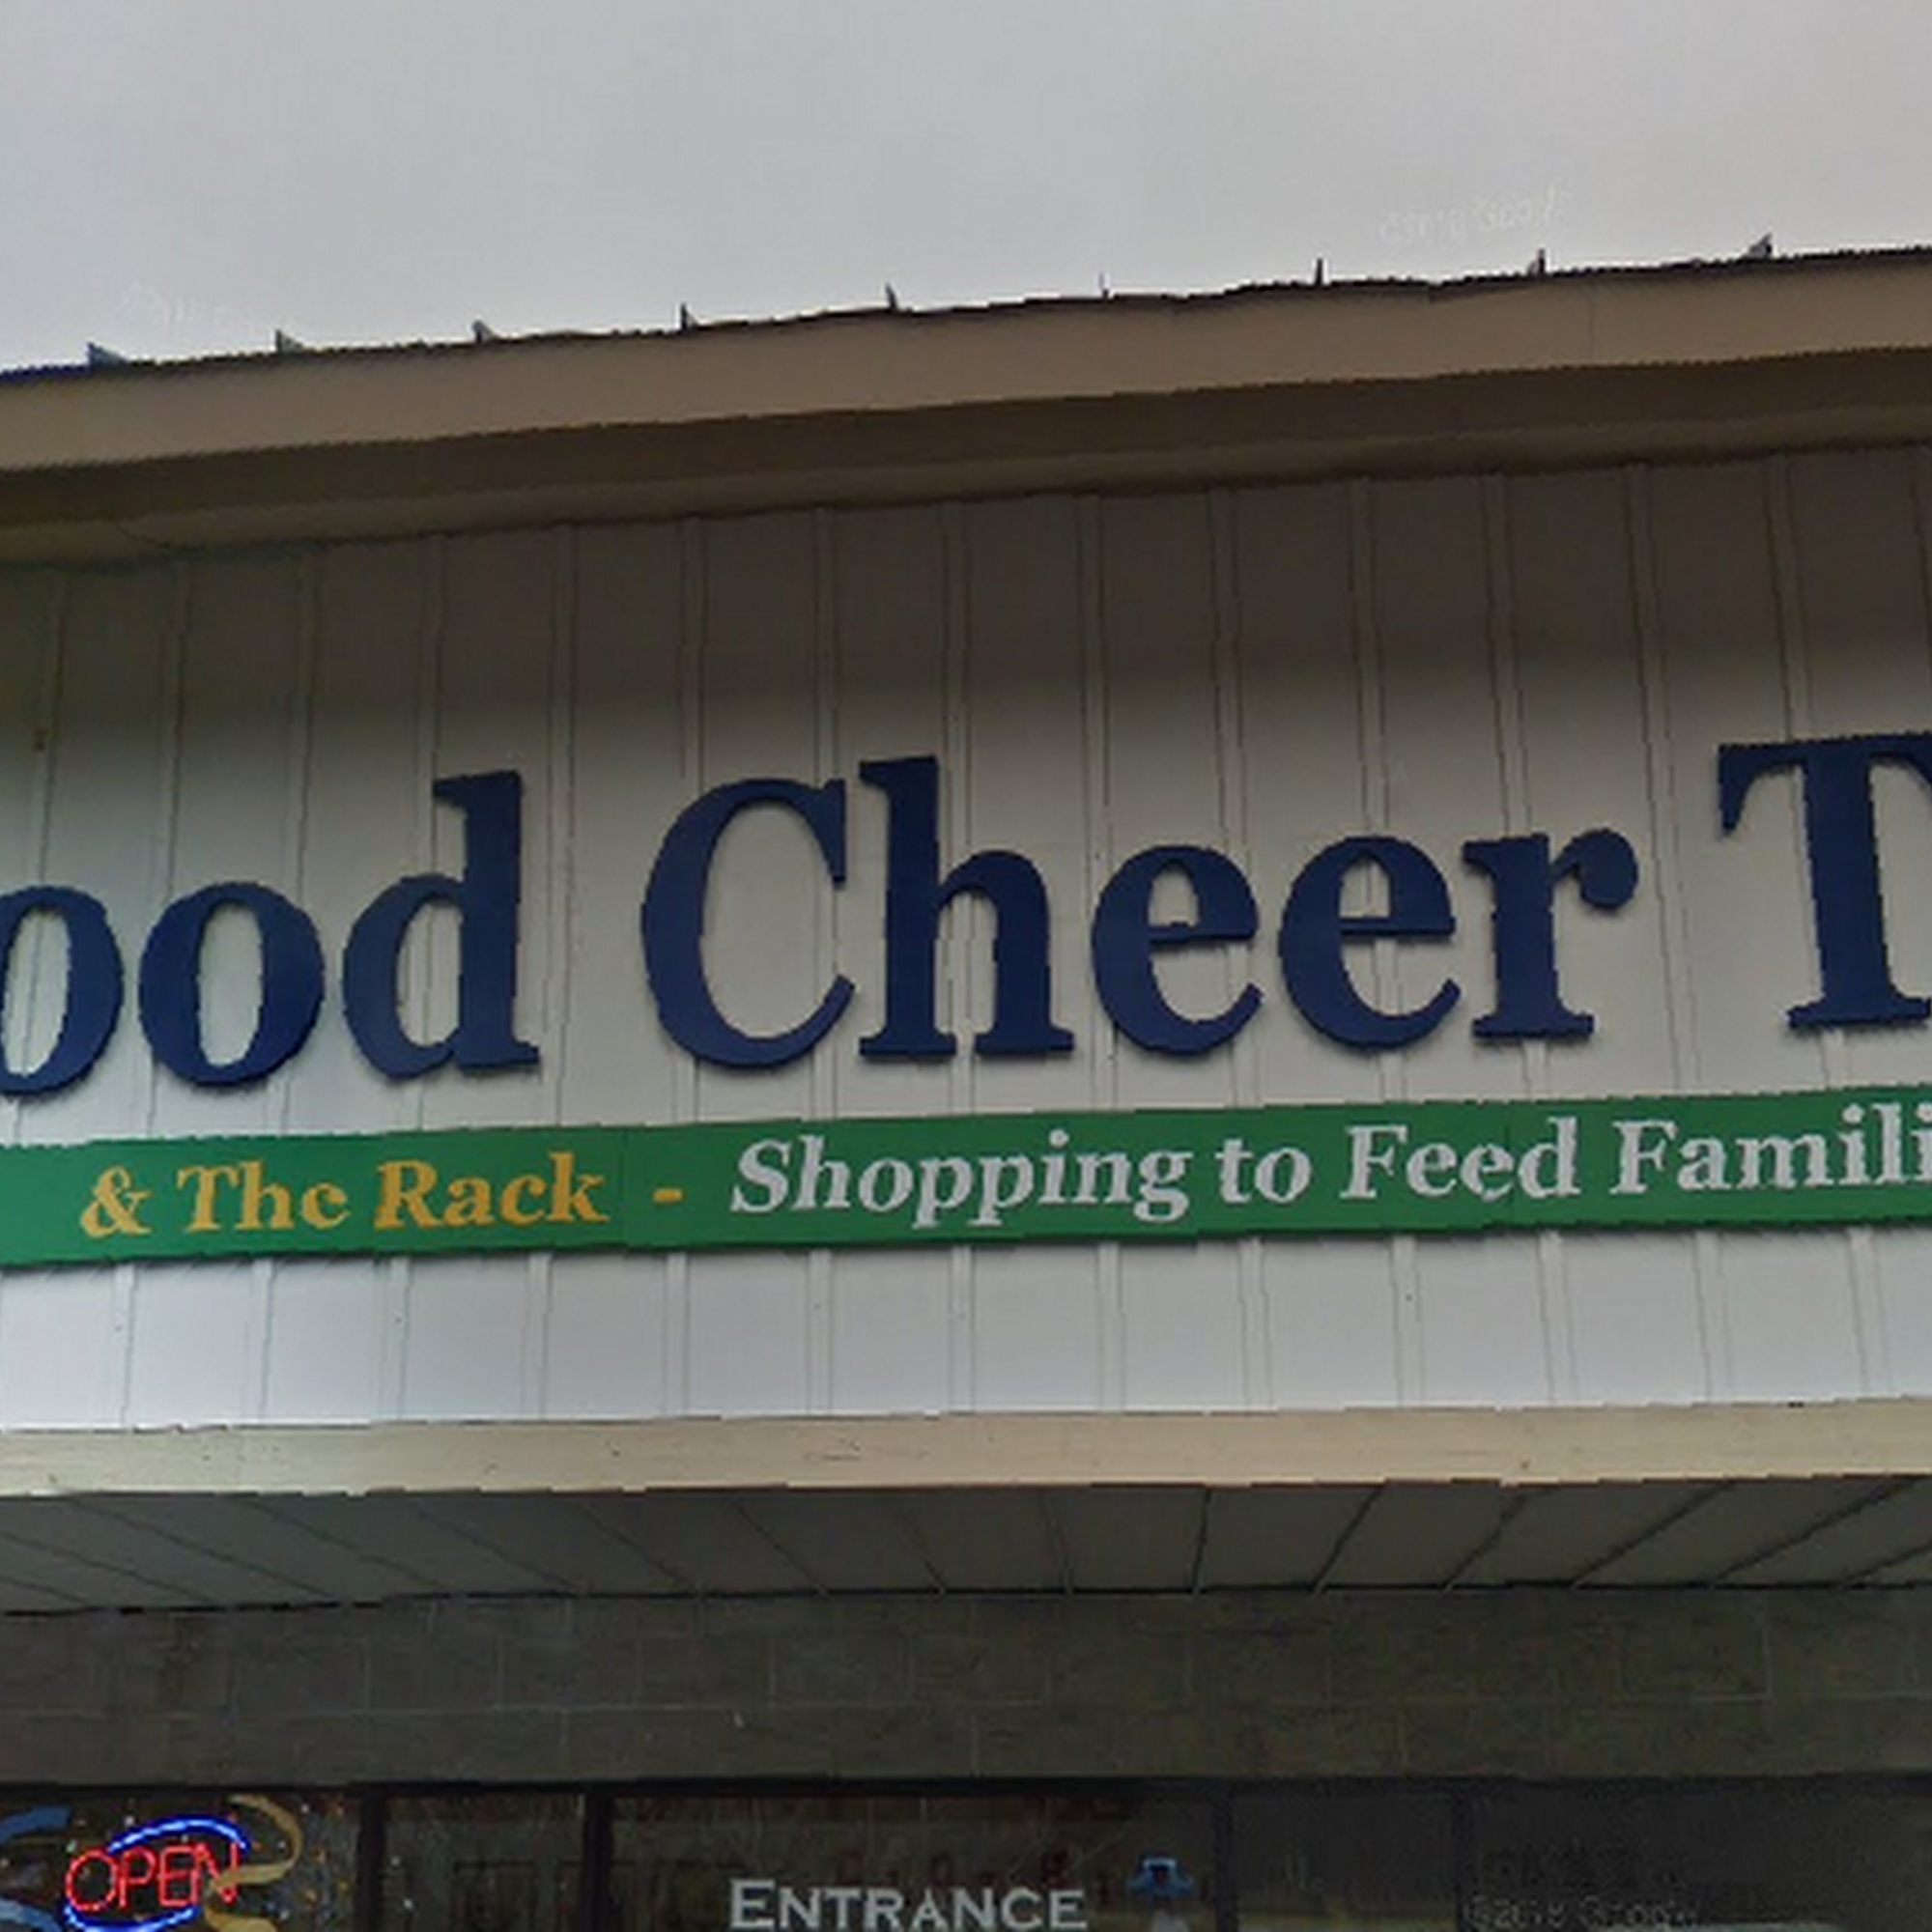 ood Cheer T
& The Rack - Shopping to Feed Famili
OPEN
ENTRANCE